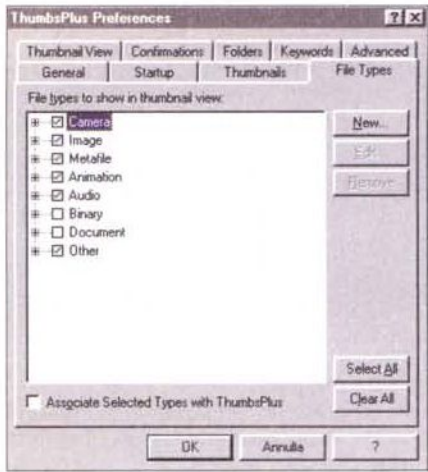 ThumbsPlus Preferences
Thumbnail View Confirmations Folders Keywords Advanced
General Startup Thumbnails File Types
File types to show in thumbnail view:
Camera
Image
Metafile
Animation
Audio
Binary
Document
Other
New...
Edit...
Remove
Select All
Clear All
Associate Selected Types with ThumbsPlus
OK Annulla ?